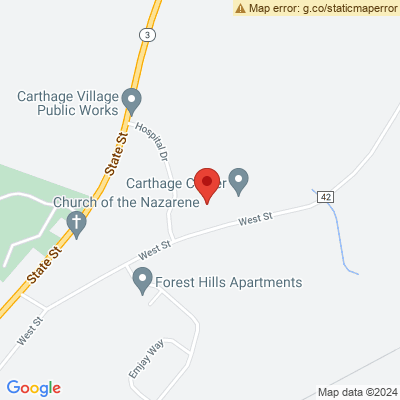 Map error: g.co/staticmaperror
3
Carthage Village
Public Works
Hospital Dr
State St
Carthage C
er
Church of the Nazarene
42
West St
West St
State St
Forest Hills Apartments
West St
Emjay Way
Google
Map data ©2024